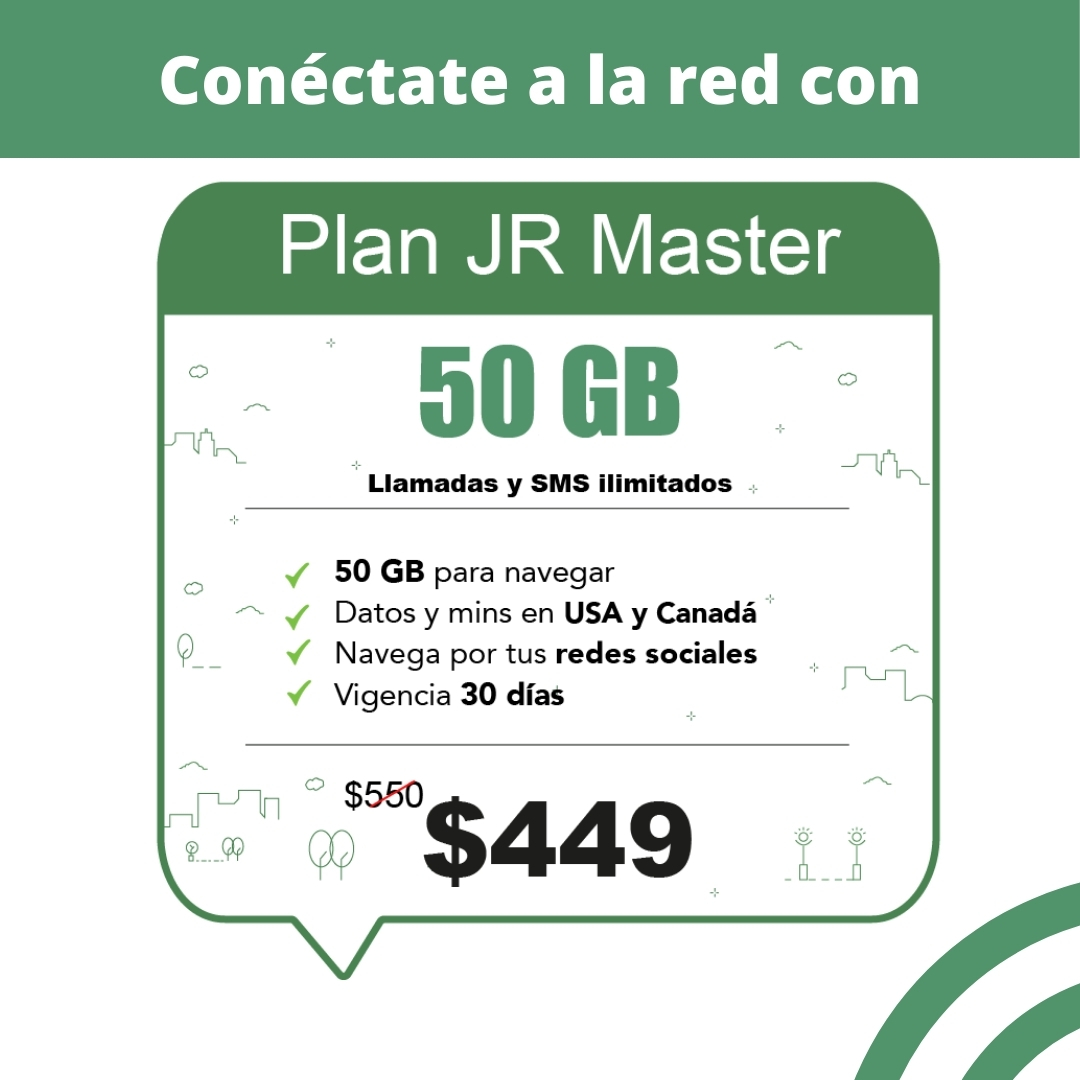 Conéctate a la red con
Plan JR Master
50 GB
Llamadas y SMS ilimitados
50 GB para navegar
Datos y mins en USA y Canadá
Navega por tus redes sociales
Vigencia 30 días
$550
$449